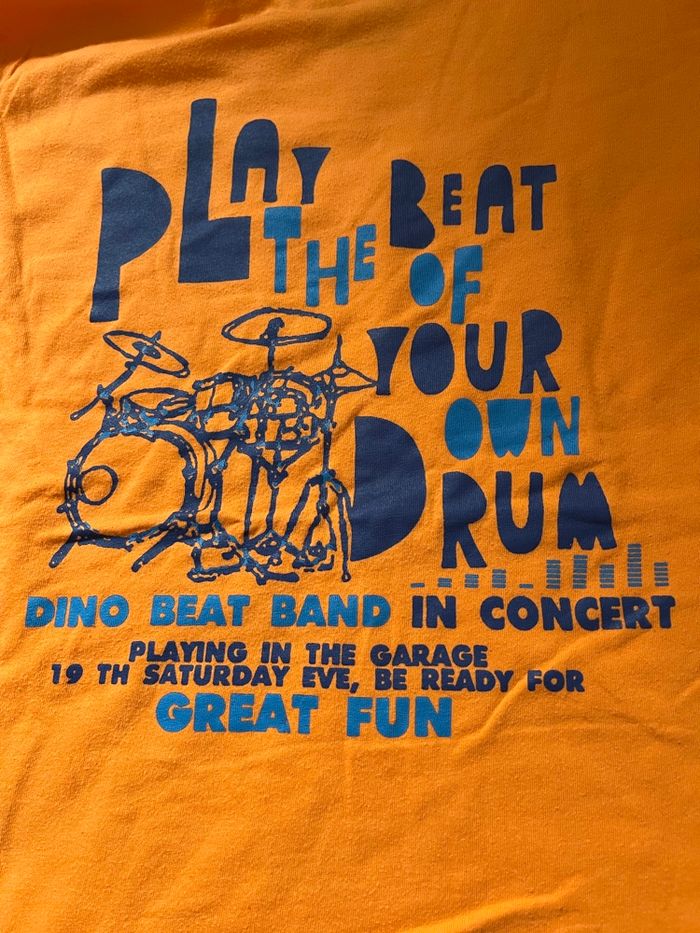 PLAY
THE BEAT
OF
YOUR
OWN
DRUM
DINO BEAT BAND IN CONCERT
PLAYING IN THE GARAGE
19 TH SATURDAY EVE, BE READY FOR
GREAT FUN